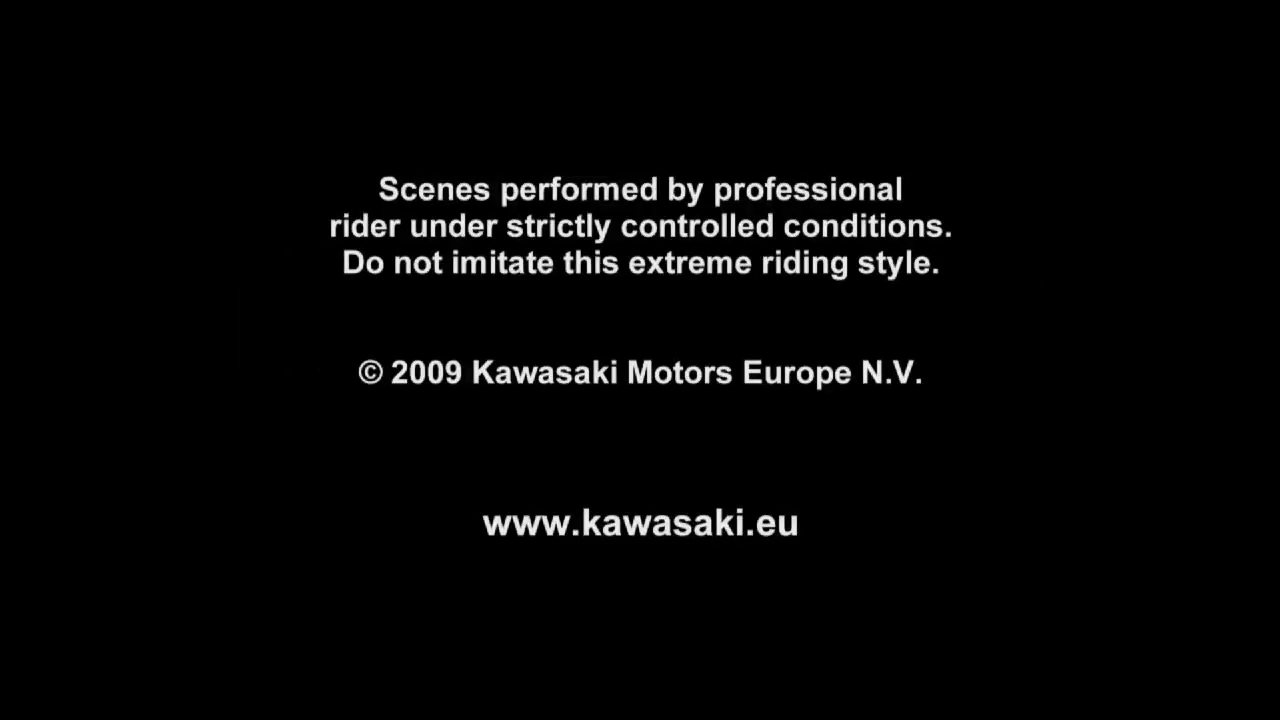 Scenes performed by professional
rider under strictly controlled conditions.
Do not imitate this extreme riding style.
© 2009 Kawasaki Motors Europe N.V.
www.kawasaki.eu